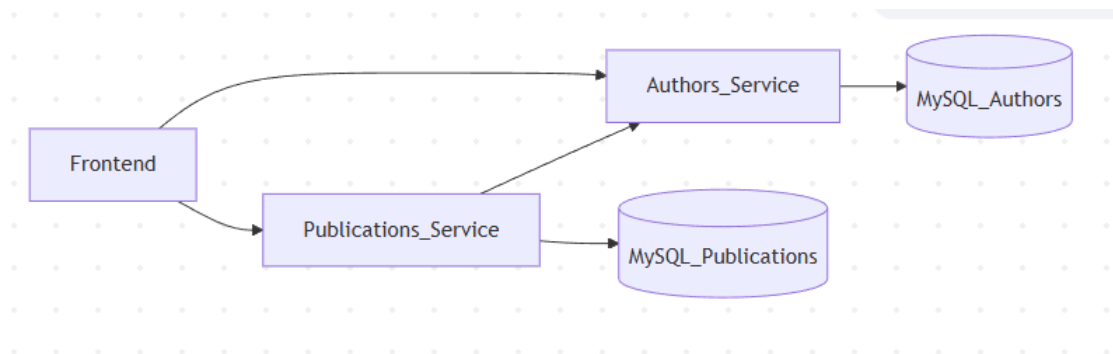 Authors_Service
MySQL_Authors
Frontend
Publications_Service
MySQL_Publications